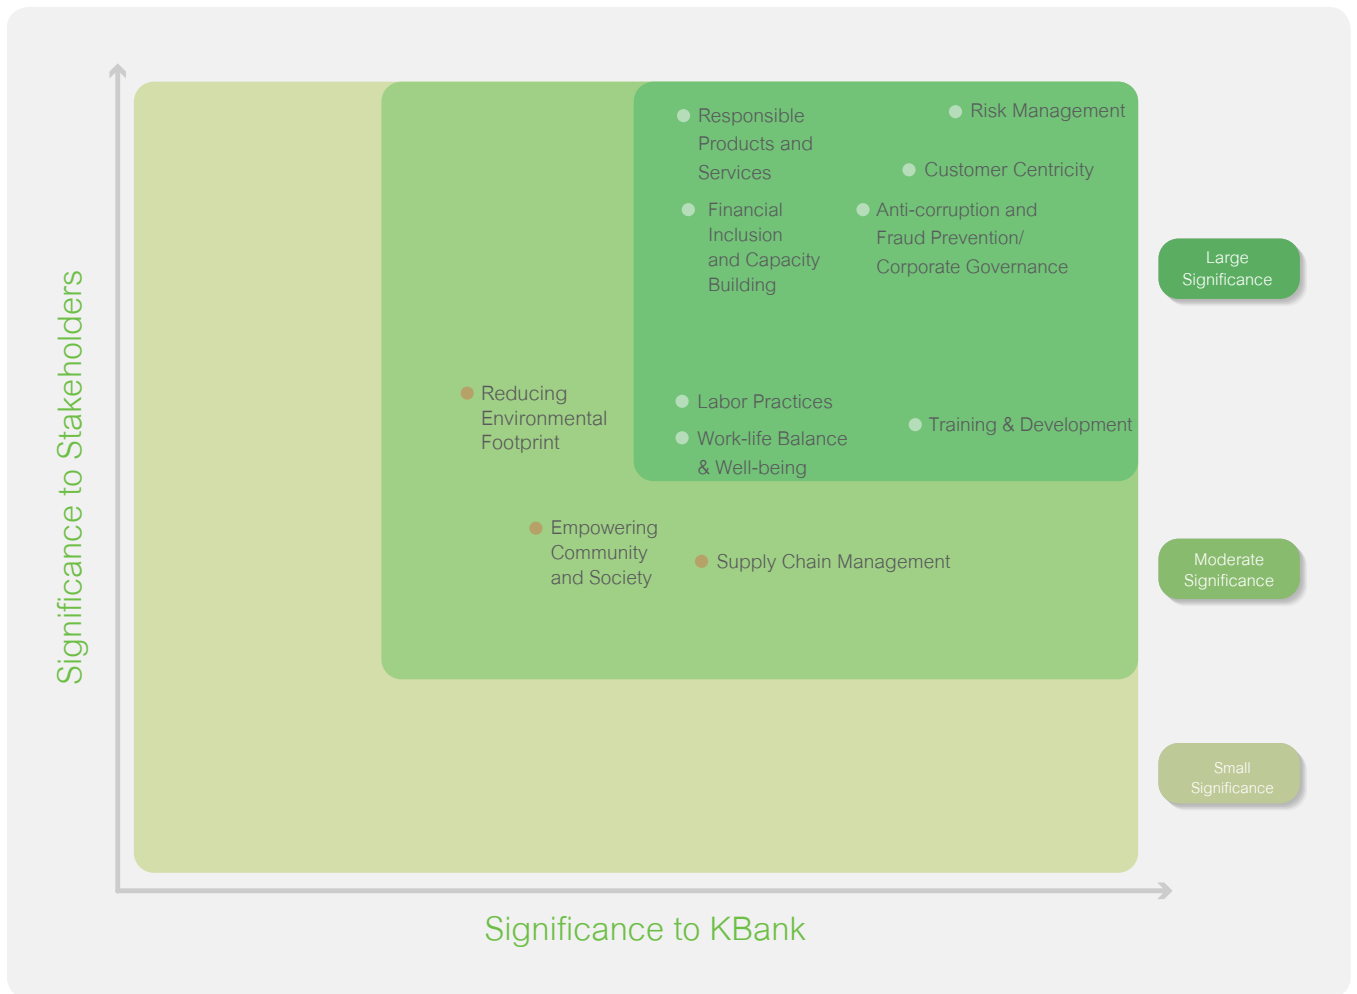 Significance to Stakeholders
Responsible
Products and
Services
Risk Management
Customer Centricity
Financial
Inclusion
and Capacity
Building
Anti-corruption and
Fraud Prevention/
Corporate Governance
Large
Significance
Reducing
Environmental
Footprint
Labor Practices
Work-life Balance
& Well-being
Training & Development
Empowering
Community
and Society
Supply Chain Management
Moderate
Significance
Small
Significance
Significance to KBank